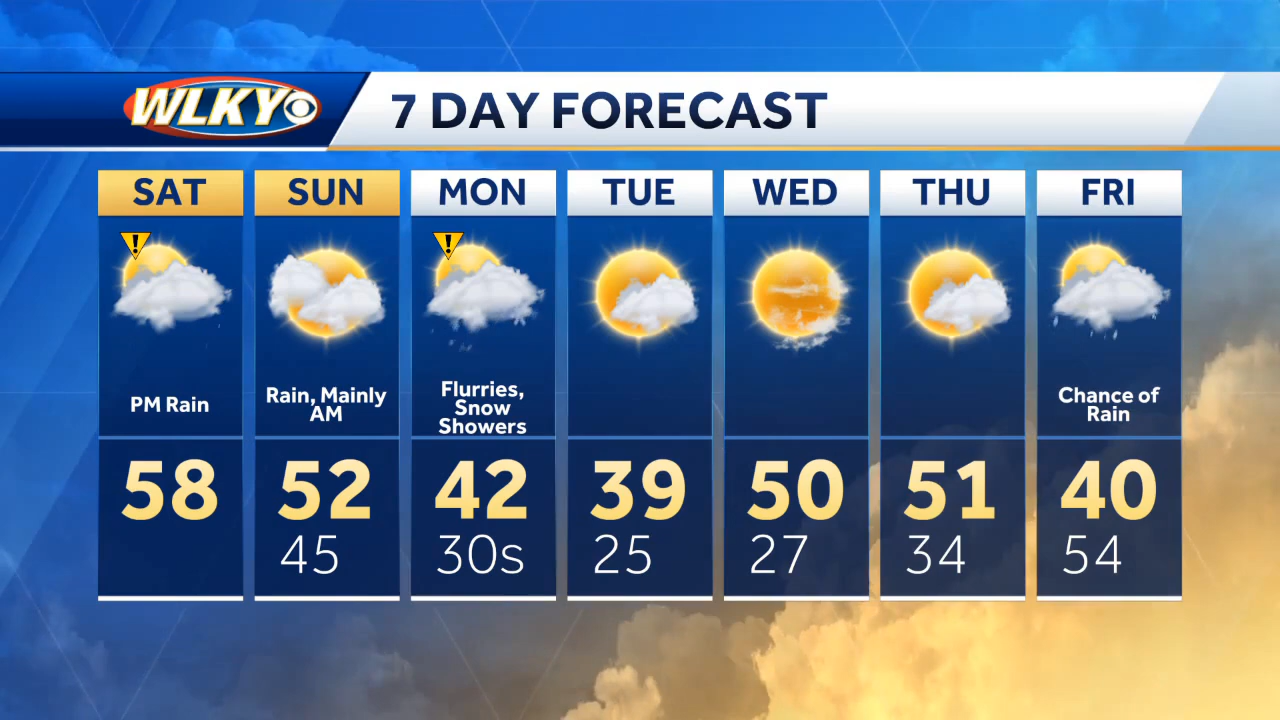 WLKY
7 DAY FORECAST
SAT
SUN
MON
TUE
WED
THU
FRI
!
!
PM Rain
Rain, Mainly
AM
Flurries,
Snow
Showers
Chance of
Rain
58
52
42
39
50
51
40
45
30s
25
27
34
54